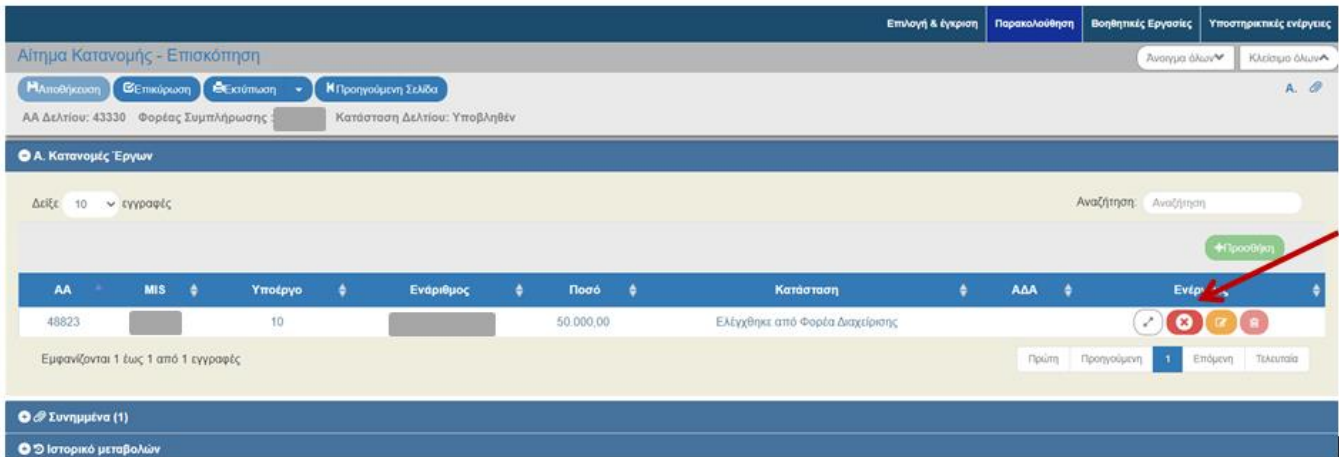 Επιλογή & έγκριση Παρακολούθηση Βοηθητικές Εργασίες Υποστηρικτικές ενέργειες
Αίτημα Κατανομής - Επισκόπηση Άνοιγμα όλων Κλείσιμο όλων
Αποθήκευση Επικύρωση Εκτύπωση Προηγούμενη Σελίδα Α.
ΑΑ Δελτίου: 43330 Φορέας Συμπλήρωσης : Κατάσταση Δελτίου: Υποβληθέν
Α. Κατανομές Έργων
Δείξε 10 εγγραφές Αναζήτηση: Αναζήτηση
+Προσθήκη
ΑΑ MIS Υποέργο Ενάριθμος Ποσό Κατάσταση ΑΔΑ
48823 10 50.000,00 Ελέγχθηκε από Φορέα Διαχείρισης
Εμφανίζονται 1 έως 1 από 1 εγγραφές Πρώτη Προηγούμενη 1 Επόμενη Τελευταία
Συνημμένα (1)
Ιστορικό μεταβολών